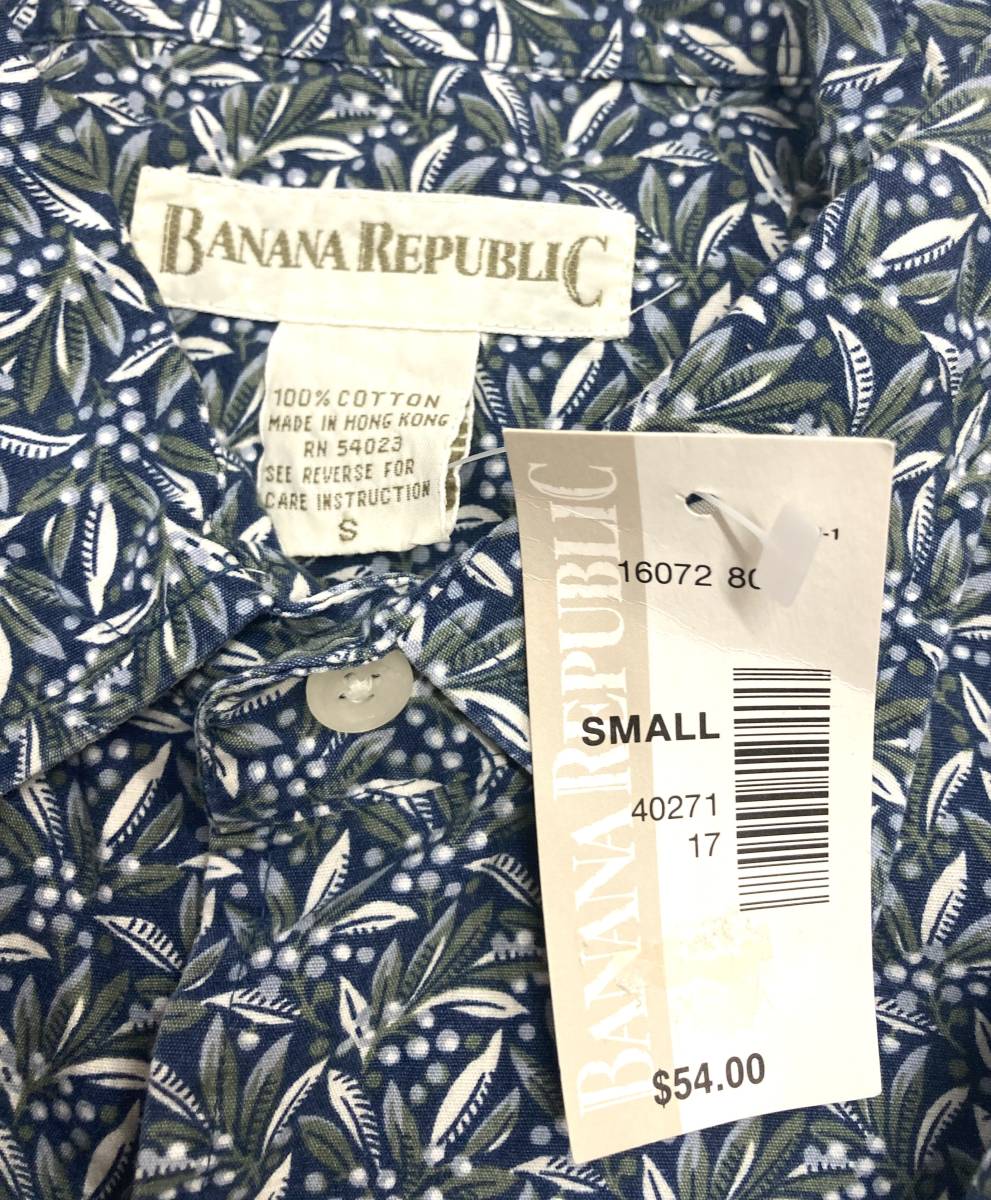 BANANA REPUBLIC
100% COTTON
MADE IN HONG KONG
RN 54023
SEE REVERSE FOR
CARE INSTRUCTION
S
BANANA REPUBLIC
-1
16072
SMALL
40271
17
$54.00